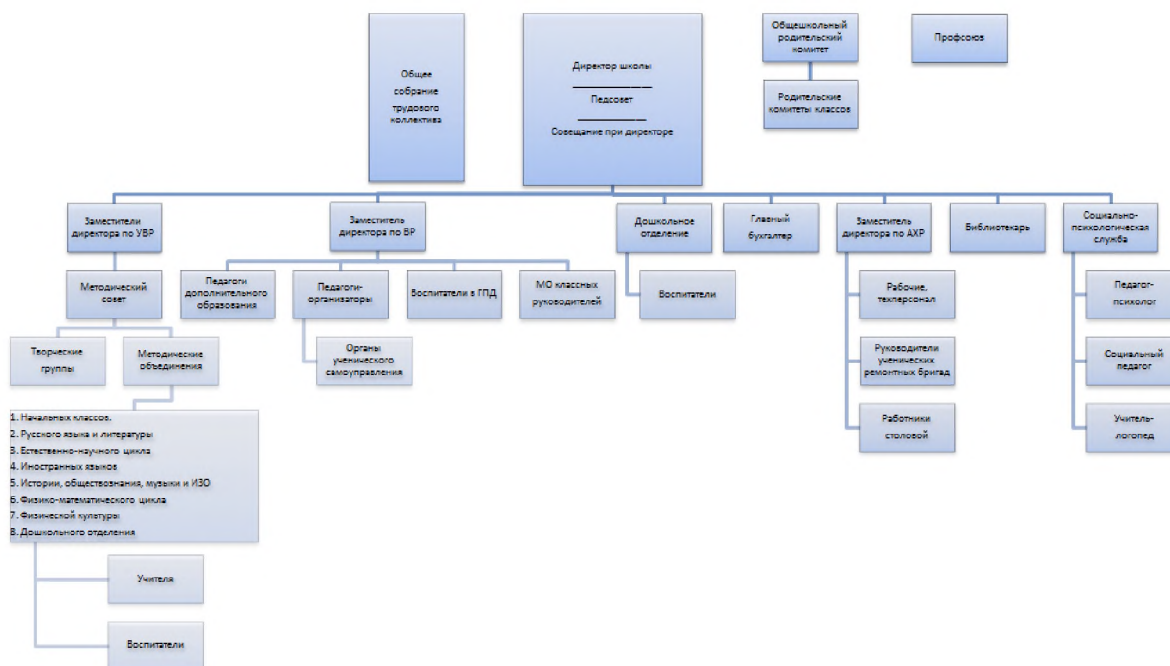 Общее
собрание
трудового
коллектива
Директор школы
Педсовет
Совещание при директоре
Общешкольный
родительский
комитет
Родительские
комитеты классов
Профсоюз
Заместители
директора по УВР
Заместитель
директора по ВР
Дошкольное
отделение
Главный
бухгалтер
Заместитель
директора по АХР
Библиотекарь
Социально-
психологическая
служба
Методический
совет
Педагоги
дополнительного
образования
Педагоги-
организаторы
Воспитатели в ГПД
МО классных
руководителей
Воспитатели
Рабочие,
техперсонал
Педагог-
психолог
Творческие
группы
Методические
объединения
Органы
ученического
самоуправления
Руководители
ученических
ремонтных бригад
Социальный
педагог
Работники
столовой
Учитель-
логопед
1. Начальных классов.
2. Русского языка и литературы
3. Естественно-научного цикла
4. Иностранных языков
5. Истории, обществознания, музыки и ИЗО
6. Физико-математического цикла
7. Физической культуры
8. Дошкольного отделения
Учителя
Воспитатели